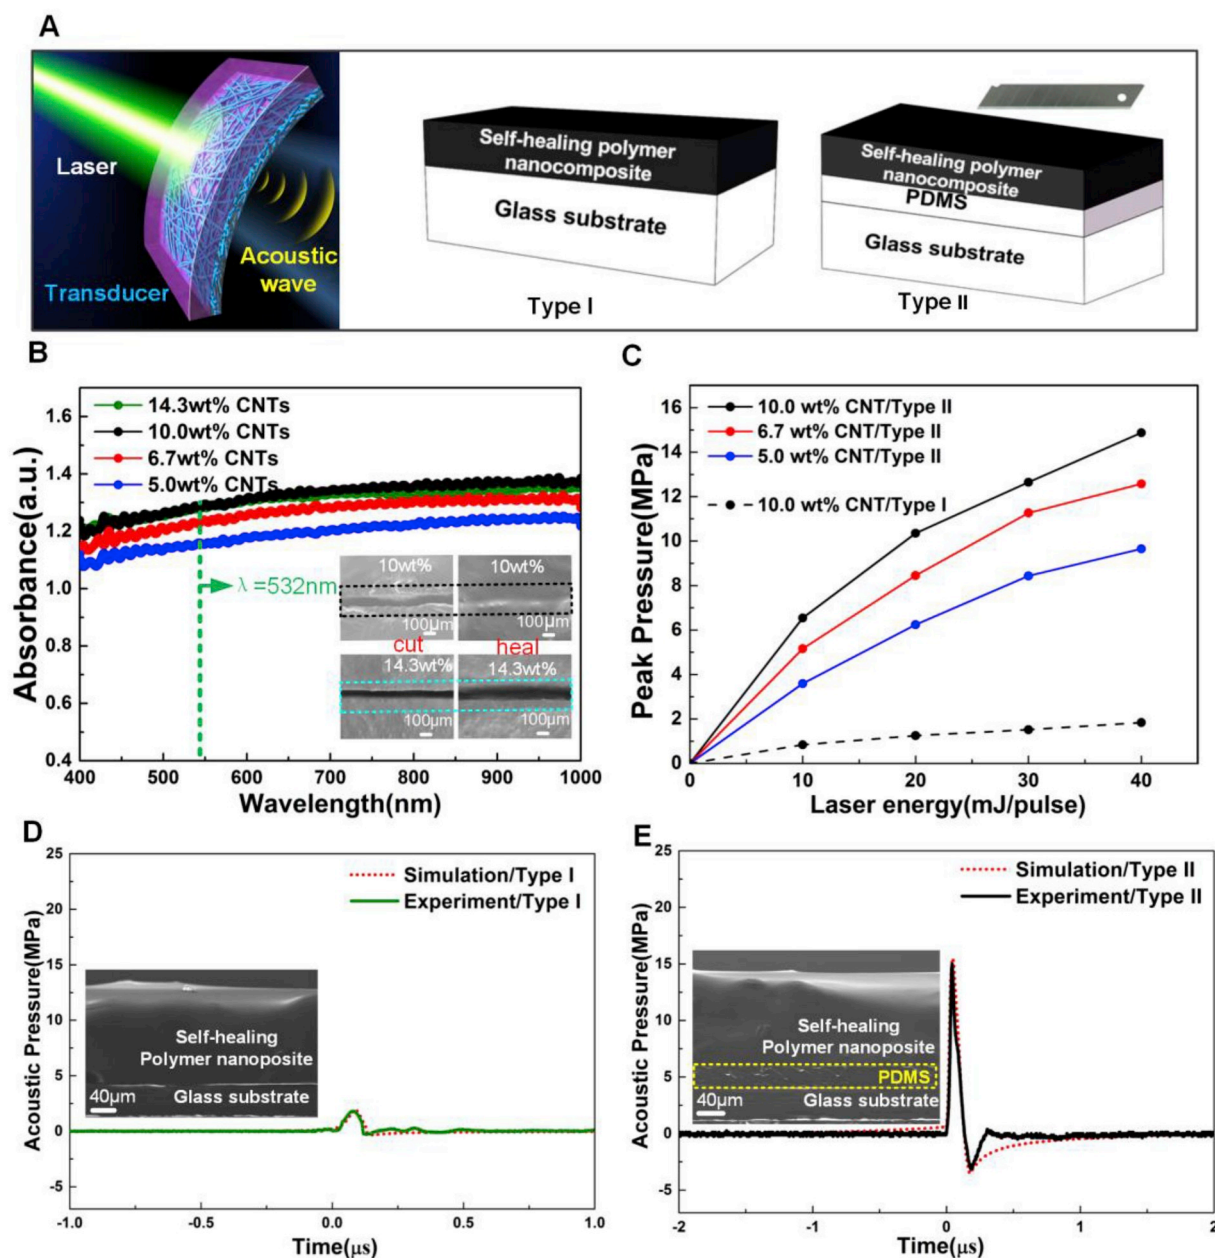 A
Laser
Transducer
Acoustic
wave
Self-healing polymer
nanocomposite
Glass substrate
Type I
Self-healing polymer
nanocomposite
PDMS
Glass substrate
Type II
B
Absorbance(a.u.)
1.6
1.4
1.2
1.0
0.8
0.6
0.4
14.3wt% CNTs
10.0wt% CNTs
6.7wt% CNTs
5.0wt% CNTs
λ =532nm
10wt%
10wt%
100μm
100μm
cut
heal
14.3wt%
14.3wt%
100μm
100μm
400 500 600 700 800 900 1000
Wavelength(nm)
C
Peak Pressure(MPa)
16
14
12
10
8
6
4
2
0
10.0 wt% CNT/Type II
6.7 wt% CNT/Type II
5.0 wt% CNT/Type II
10.0 wt% CNT/Type I
0 10 20 30 40
Laser energy(mJ/pulse)
D
Acoustic Pressure(MPa)
25
20
15
10
5
0
-5
Simulation/Type I
Experiment/Type I
Self-healing
Polymer nanoposite
Glass substrate
40μm
-1.0 -0.5 0.0 0.5 1.0
Time(μs)
E
Acoustic Pressure(MPa)
25
20
15
10
5
0
-5
Simulation/Type II
Experiment/Type II
Self-healing
Polymer nanoposite
PDMS
Glass substrate
40μm
-2 -1 0 1 2
Time(μs)